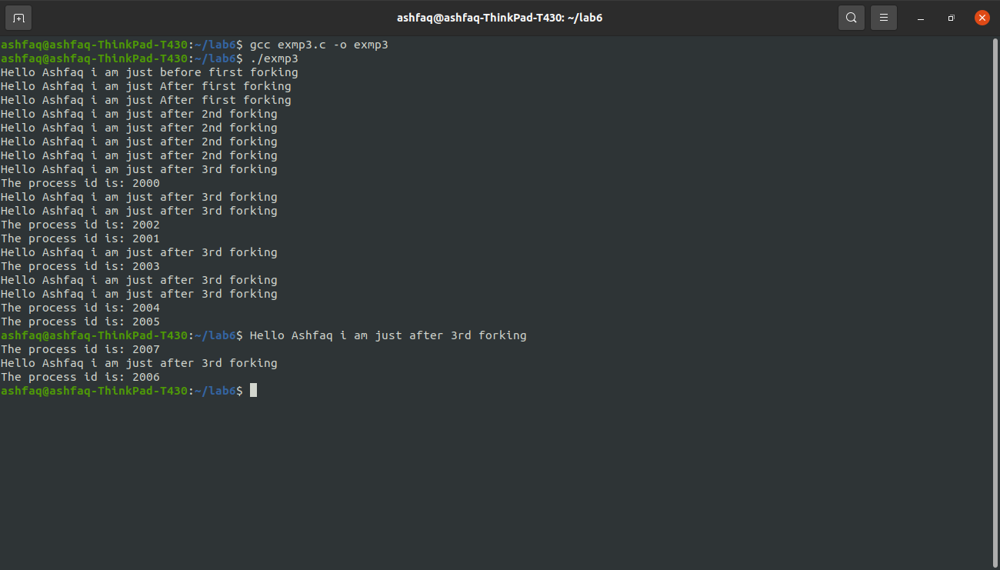 ashfaq@ashfaq-ThinkPad-T430: ~/lab6
ashfaq@ashfaq-ThinkPad-T430:~/lab6$ gcc exmp3.c -o exmp3
ashfaq@ashfaq-ThinkPad-T430:~/lab6$ ./exmp3
Hello Ashfaq i am just before first forking
Hello Ashfaq i am just After first forking
Hello Ashfaq i am just After first forking
Hello Ashfaq i am just after 2nd forking
Hello Ashfaq i am just after 2nd forking
Hello Ashfaq i am just after 2nd forking
Hello Ashfaq i am just after 2nd forking
Hello Ashfaq i am just after 3rd forking
The process id is: 2000
Hello Ashfaq i am just after 3rd forking
Hello Ashfaq i am just after 3rd forking
The process id is: 2002
The process id is: 2001
Hello Ashfaq i am just after 3rd forking
The process id is: 2003
Hello Ashfaq i am just after 3rd forking
Hello Ashfaq i am just after 3rd forking
The process id is: 2004
The process id is: 2005
ashfaq@ashfaq-ThinkPad-T430:~/lab6$ Hello Ashfaq i am just after 3rd forking
The process id is: 2007
Hello Ashfaq i am just after 3rd forking
The process id is: 2006
ashfaq@ashfaq-ThinkPad-T430:~/lab6$